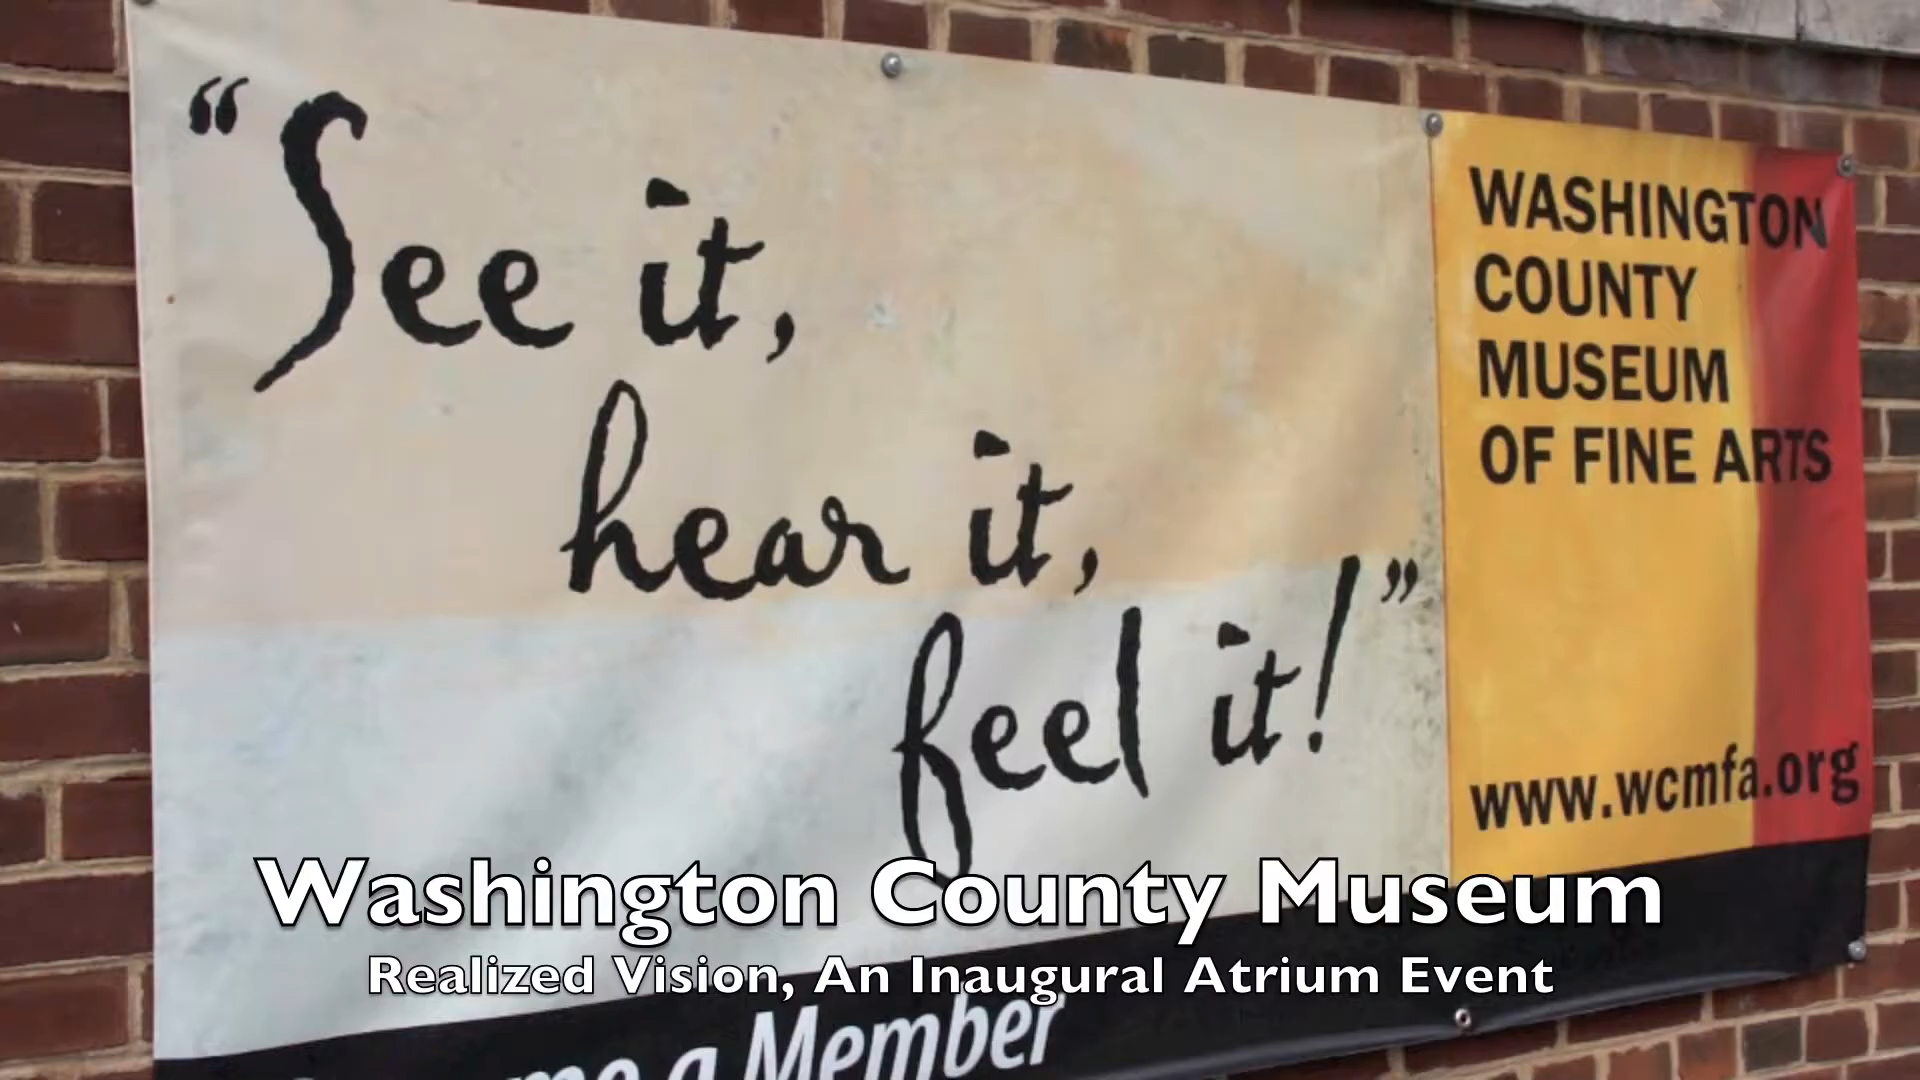 “See it,
hear it,
feel it!”
WASHINGTON
COUNTY
MUSEUM
OF FINE ARTS
www.wcmfa.org
Washington County Museum
Realized Vision, An Inaugural Atrium Event
a Member